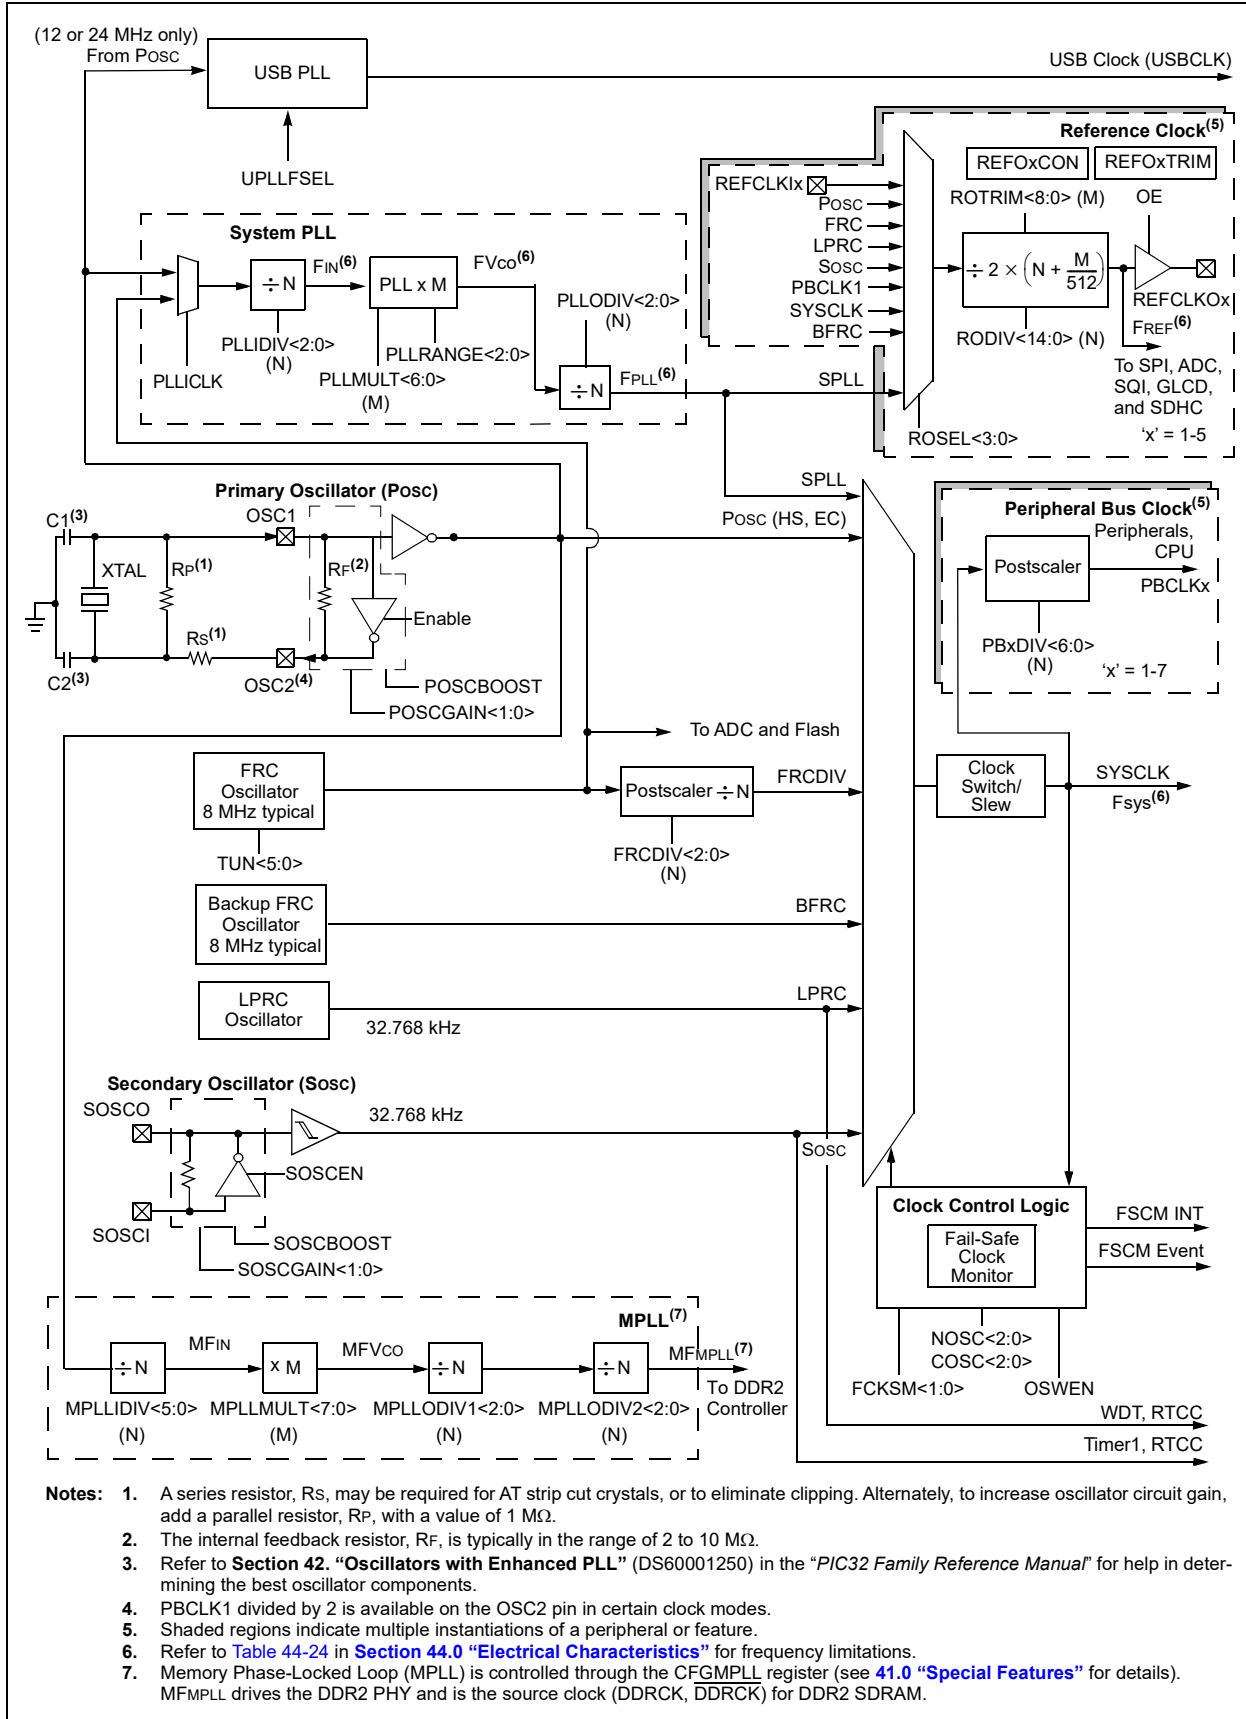 (12 or 24 MHz only)
From POSC
USB PLL
USB Clock (USBCLK)
UPLLFSEL
Reference Clock(5)
REFOxCON
REFOxTRIM
REFCLKIx
POSC
FRC
LPRC
SOSC
PBCLK1
SYSCLK
BFRC
ROTRIM<8:0> (M)
OE
÷ 2 × (N + M/512)
REFCLKOx
RODIV<14:0> (N)
FREF(6)
To SPI, ADC,
SQI, GLCD,
and SDHC
'x' = 1-5
SPLL
ROSEL<3:0>
System PLL
FIN(6)
FVco(6)
÷ N
PLL x M
PLLODIV<2:0>
(N)
PLLIDIV<2:0>
(N)
PLLRANGE<2:0>
PLLICLK
PLLMULT<6:0>
(M)
÷ N
FPLL(6)
Primary Oscillator (POSC)
SPLL
C1(3)
OSC1
POSC (HS, EC)
XTAL
RP(1)
RF(2)
Enable
RS(1)
C2(3)
OSC2(4)
POSCBOOST
POSCGAIN<1:0>
Peripheral Bus Clock(5)
Peripherals,
CPU
Postscaler
PBCLKx
PBxDIV<6:0>
(N)
'x' = 1-7
To ADC and Flash
FRC
Oscillator
8 MHz typical
TUN<5:0>
Postscaler ÷ N
FRCDIV
FRCDIV<2:0>
(N)
Clock
Switch/
Slew
SYSCLK
Fsys(6)
Backup FRC
Oscillator
8 MHz typical
BFRC
LPRC
Oscillator
32.768 kHz
LPRC
Secondary Oscillator (SOSC)
SOSCO
32.768 kHz
SOSC
SOSCEN
SOSCI
SOSCBOOST
SOSCGAIN<1:0>
Clock Control Logic
Fail-Safe
Clock
Monitor
FSCM INT
FSCM Event
NOSC<2:0>
COSC<2:0>
FCKSM<1:0>
OSWEN
WDT, RTCC
Timer1, RTCC
MPLL(7)
÷ N
MFIN
x M
MFVCO
÷ N
÷ N
MFMPLL(7)
To DDR2
Controller
MPLLIDIV<5:0>
(N)
MPLLMULT<7:0>
(M)
MPLLODIV1<2:0>
(N)
MPLLODIV2<2:0>
(N)
Notes: 1. A series resistor, RS, may be required for AT strip cut crystals, or to eliminate clipping. Alternately, to increase oscillator circuit gain,
add a parallel resistor, RP, with a value of 1 MΩ.
2. The internal feedback resistor, RF, is typically in the range of 2 to 10 MΩ.
3. Refer to Section 42. “Oscillators with Enhanced PLL” (DS60001250) in the “PIC32 Family Reference Manual” for help in deter-
mining the best oscillator components.
4. PBCLK1 divided by 2 is available on the OSC2 pin in certain clock modes.
5. Shaded regions indicate multiple instantiations of a peripheral or feature.
6. Refer to Table 44-24 in Section 44.0 “Electrical Characteristics” for frequency limitations.
7. Memory Phase-Locked Loop (MPLL) is controlled through the CFGMPLL register (see 41.0 “Special Features” for details).
MFMPLL drives the DDR2 PHY and is the source clock (DDRCK, DDRCK) for DDR2 SDRAM.